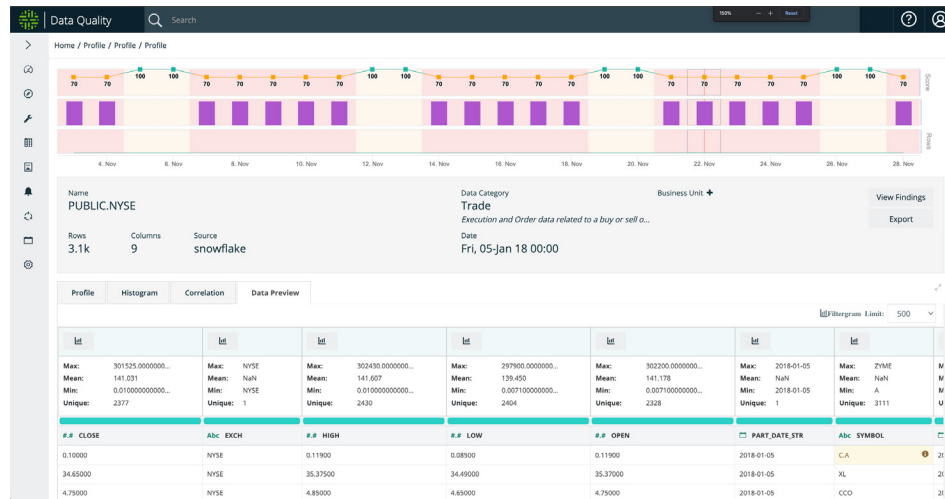 Data Quality Search 150% − + Reset ?
Home / Profile / Profile / Profile
70 70 100 100 70 70 70 70 70 100 100 70 70 70 70 70 100 100 70 70 70 70 70 100 100 70
Score
Rows
4. Nov 6. Nov 8. Nov 10. Nov 12. Nov 14. Nov 16. Nov 18. Nov 20. Nov 22. Nov 24. Nov 26. Nov 28. Nov
Name Data Category Business Unit + View Findings
PUBLIC.NYSE Trade
Execution and Order data related to a buy or sell o... Export
Rows Columns Source Date
3.1k 9 snowflake Fri, 05-Jan 18 00:00
Profile Histogram Correlation Data Preview
Filtergram Limit: 500
Max: 301525.0000000... Max: NYSE Max: 302430.0000000... Max: 297900.0000000... Max: 302200.0000000... Max: 2018-01-05 Max: ZYME M
Mean: 141.031 Mean: NaN Mean: 141.607 Mean: 139.450 Mean: 141.178 Mean: NaN Mean: NaN M
Min: 0.010000000000... Min: NYSE Min: 0.010000000000... Min: 0.007100000000... Min: 0.007100000000... Min: 2018-01-05 Min: A M
Unique: 2377 Unique: 1 Unique: 2430 Unique: 2404 Unique: 2328 Unique: 1 Unique: 3111 U
#.# CLOSE Abc EXCH #.# HIGH #.# LOW #.# OPEN PART_DATE_STR Abc SYMBOL
0.10000 NYSE 0.11900 0.08500 0.11900 2018-01-05 C.A 20
34.65000 NYSE 35.37500 34.49000 35.37000 2018-01-05 XL 20
4.75000 NYSE 4.85000 4.65000 4.75000 2018-01-05 CCO 20